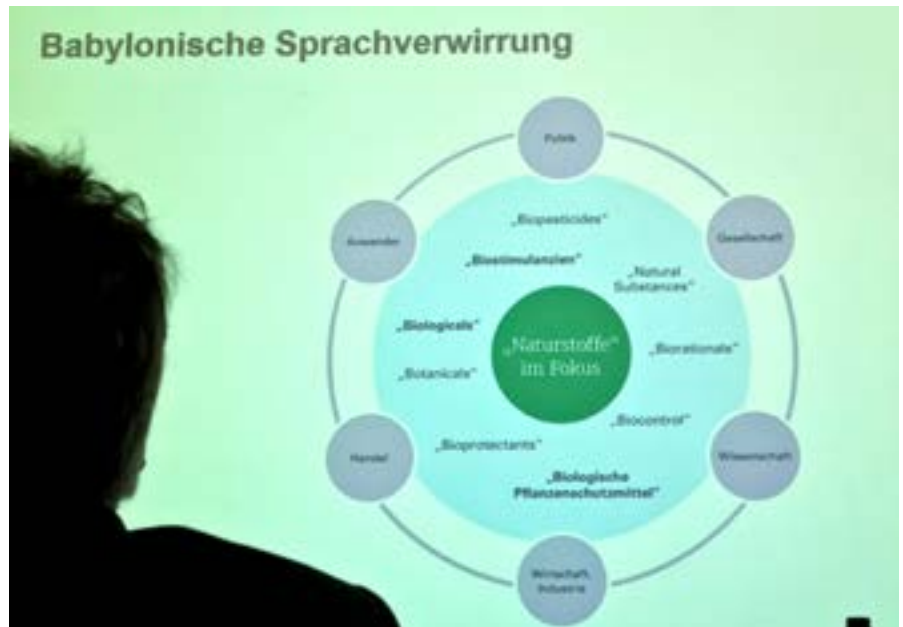 Babylonische Sprachverwirrung
Politik
Anwender
Gesellschaft
„Biopesticides“
„Biostimulanzien“
„Natural
Substances“
„Biologicals“
„Naturstoffe“
im Fokus
„Biorationals“
„Botanicals“
„Biocontrol“
„Bioprotectants“
Handel
Wissenschaft
„Biologische
Pflanzenschutzmittel“
Wirtschaft,
Industrie